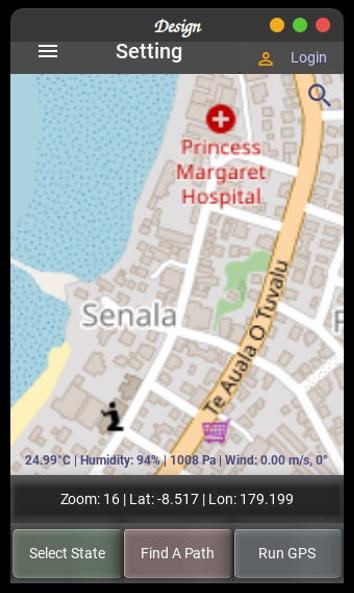 Design
Setting
Login
Princess
Margaret
Hospital
Te Auala O Tuvalu
Senala
24.99°C | Humidity: 94% | 1008 Pa | Wind: 0.00 m/s, 0°
Zoom: 16 | Lat: -8.517 | Lon: 179.199
Select State
Find A Path
Run GPS